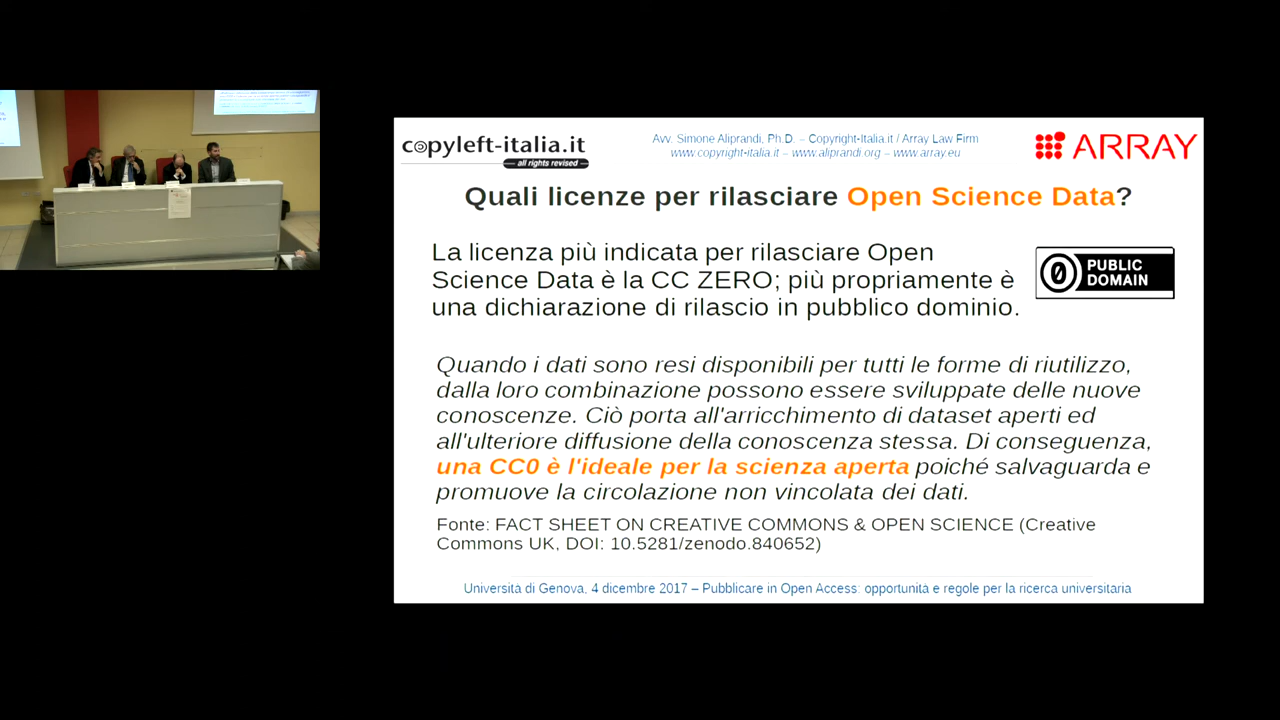 copyleft-italia.it
all rights revised
Avv. Simone Aliprandi, Ph.D. – Copyright-Italia.it / Array Law Firm
www.copyright-italia.it – www.aliprandi.org – www.array.eu
ARRAY
Quali licenze per rilasciare Open Science Data?
La licenza più indicata per rilasciare Open
Science Data è la CC ZERO; più propriamente è
una dichiarazione di rilascio in pubblico dominio.
0 PUBLIC
DOMAIN
Quando i dati sono resi disponibili per tutti le forme di riutilizzo,
dalla loro combinazione possono essere sviluppate delle nuove
conoscenze. Ciò porta all'arricchimento di dataset aperti ed
all'ulteriore diffusione della conoscenza stessa. Di conseguenza,
una CC0 è l'ideale per la scienza aperta poiché salvaguarda e
promuove la circolazione non vincolata dei dati.
Fonte: FACT SHEET ON CREATIVE COMMONS & OPEN SCIENCE (Creative
Commons UK, DOI: 10.5281/zenodo.840652)
Università di Genova, 4 dicembre 2017 – Pubblicare in Open Access: opportunità e regole per la ricerca universitaria